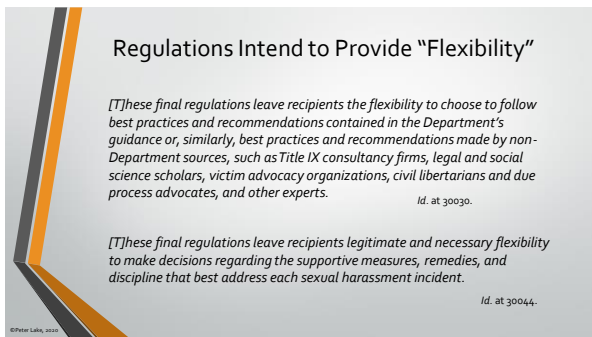 Regulations Intend to Provide “Flexibility”
[T]hese final regulations leave recipients the flexibility to choose to follow
best practices and recommendations contained in the Department’s
guidance or, similarly, best practices and recommendations made by non-
Department sources, such as Title IX consultancy firms, legal and social
science scholars, victim advocacy organizations, civil libertarians and due
process advocates, and other experts.
Id. at 30030.
[T]hese final regulations leave recipients legitimate and necessary flexibility
to make decisions regarding the supportive measures, remedies, and
discipline that best address each sexual harassment incident.
Id. at 30044.
©Peter Lake, 2020